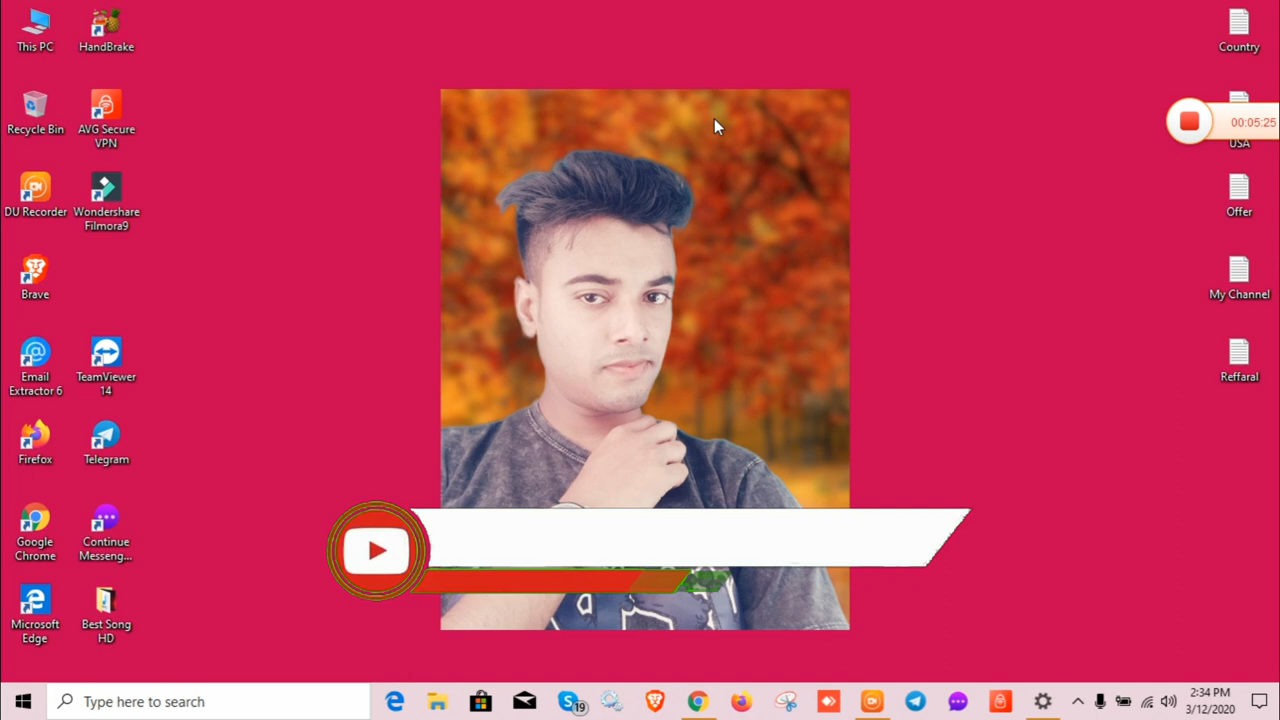 This PC
HandBrake
Country
Recycle Bin
AVG Secure
VPN
00:05:25
USA
DU Recorder
Wondershare
Filmora9
Offer
Brave
My Channel
Email
Extractor 6
TeamViewer
14
Reffaral
Firefox
Telegram
Google
Chrome
Continue
Messeng...
Microsoft
Edge
Best Song
HD
Type here to search
19
2:34 PM
3/12/2020